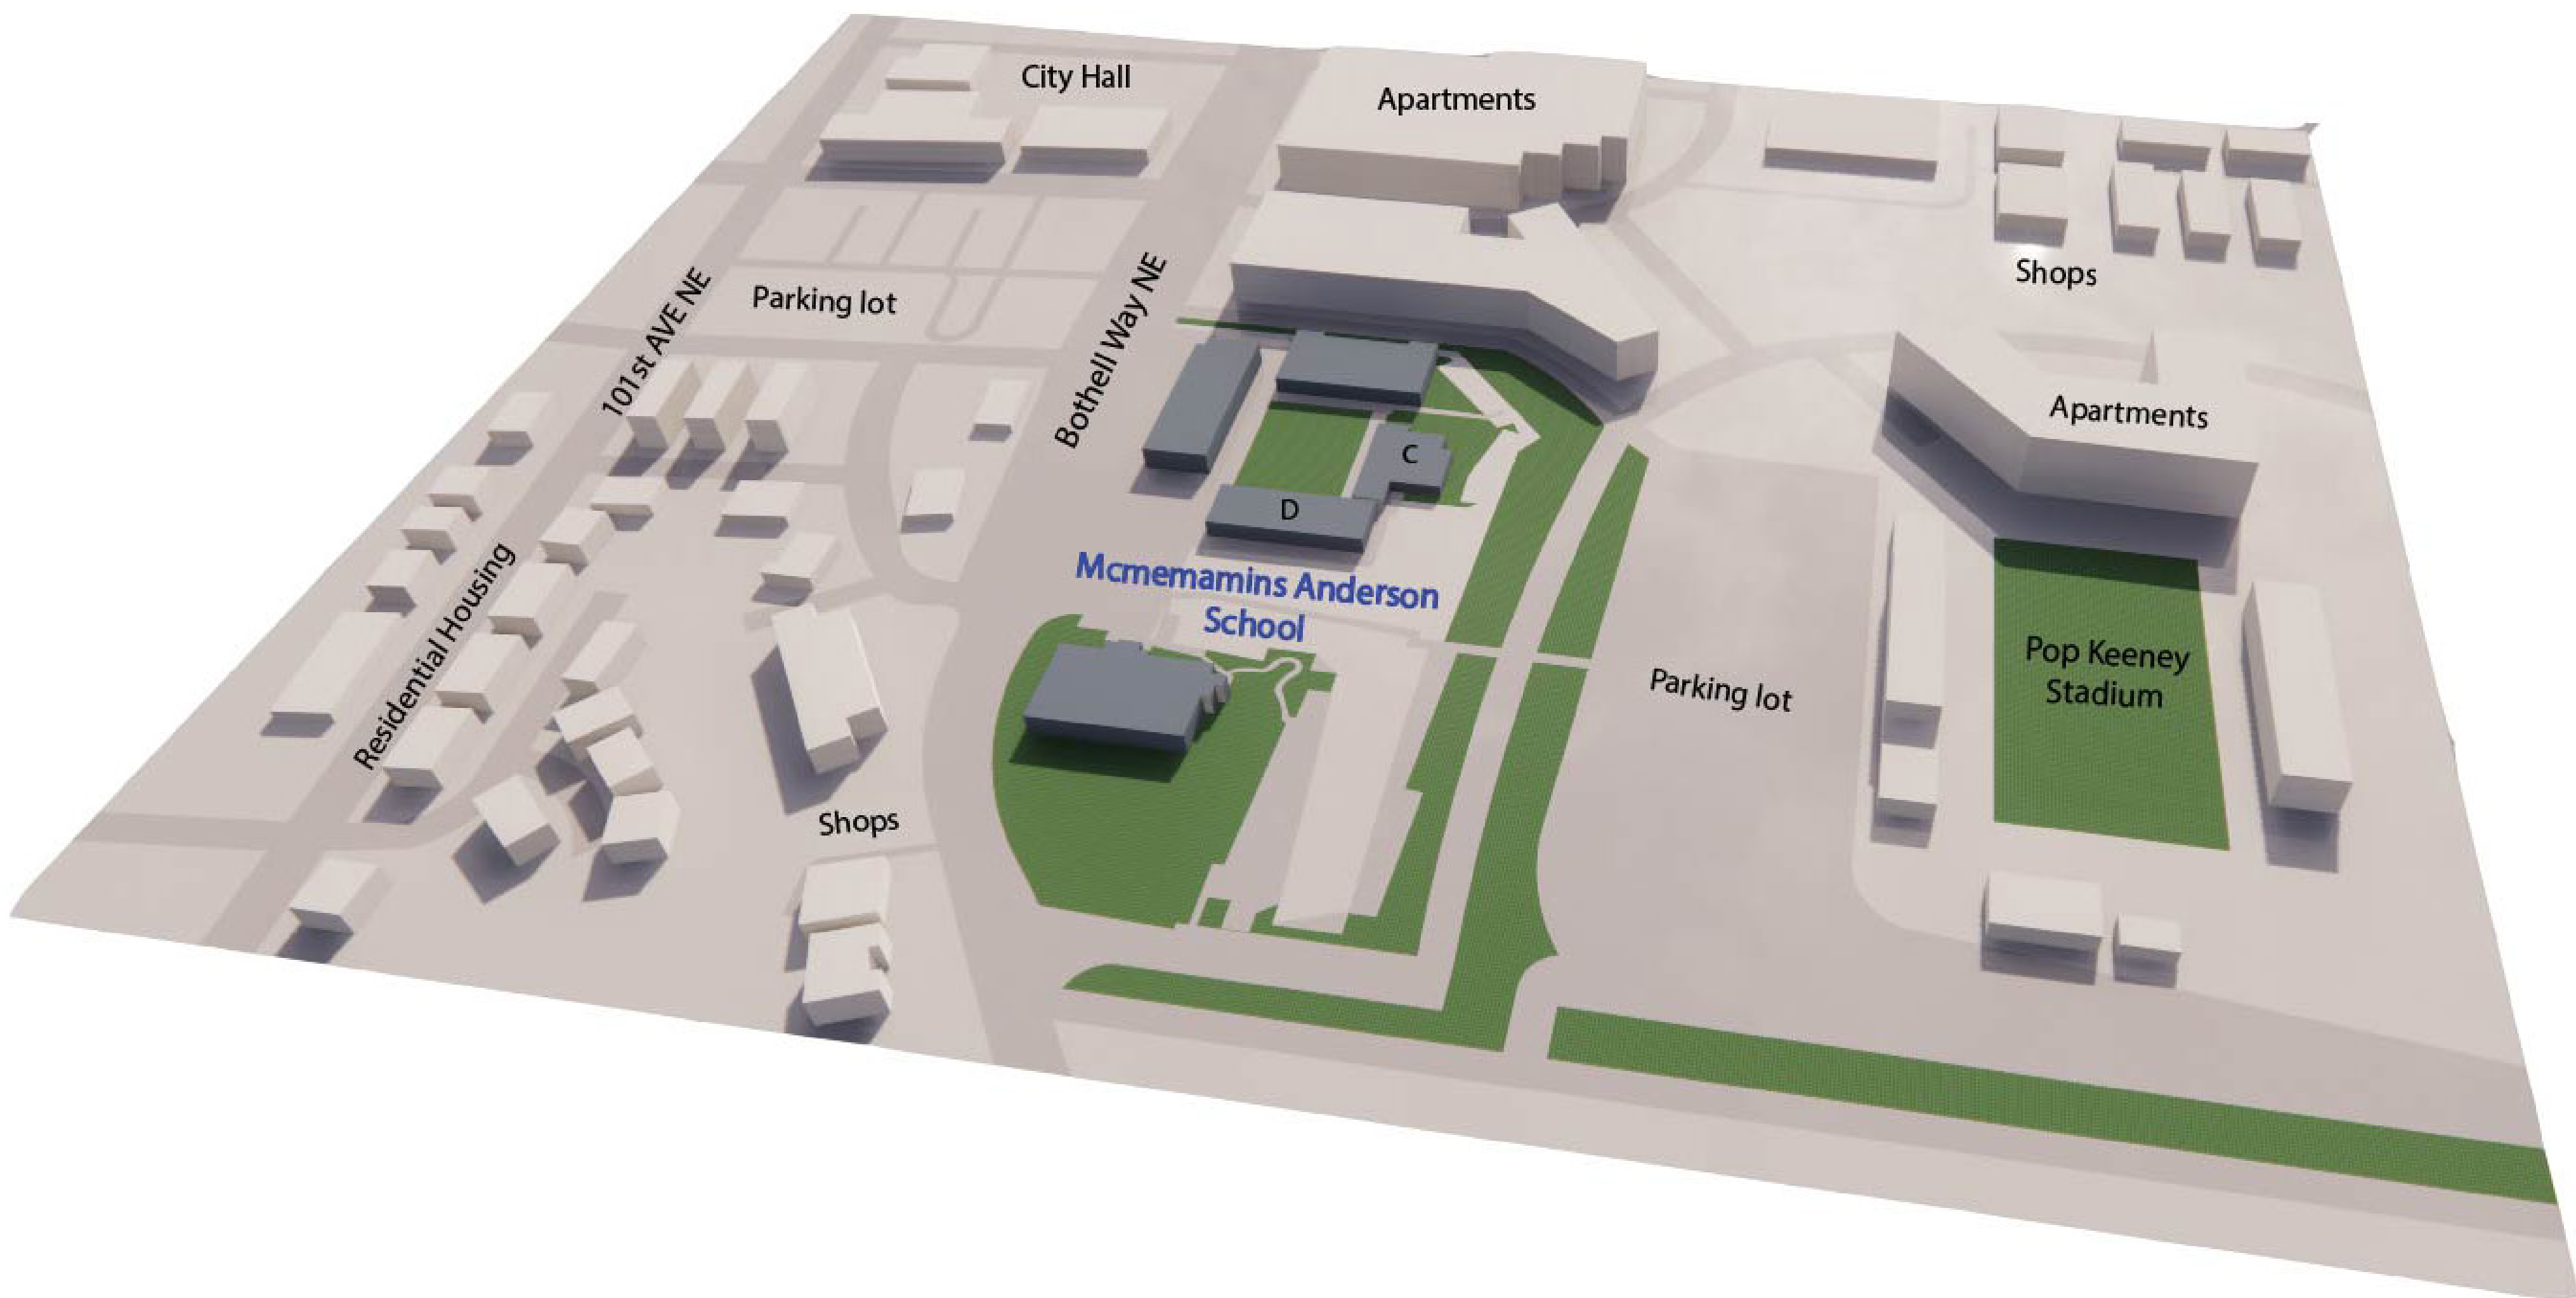 City Hall
Apartments
Shops
101st AVE NE
Parking lot
Bothell Way NE
Apartments
C
D
Residential Housing
Mcmemamins Anderson
School
Pop Keeney
Stadium
Parking lot
Shops